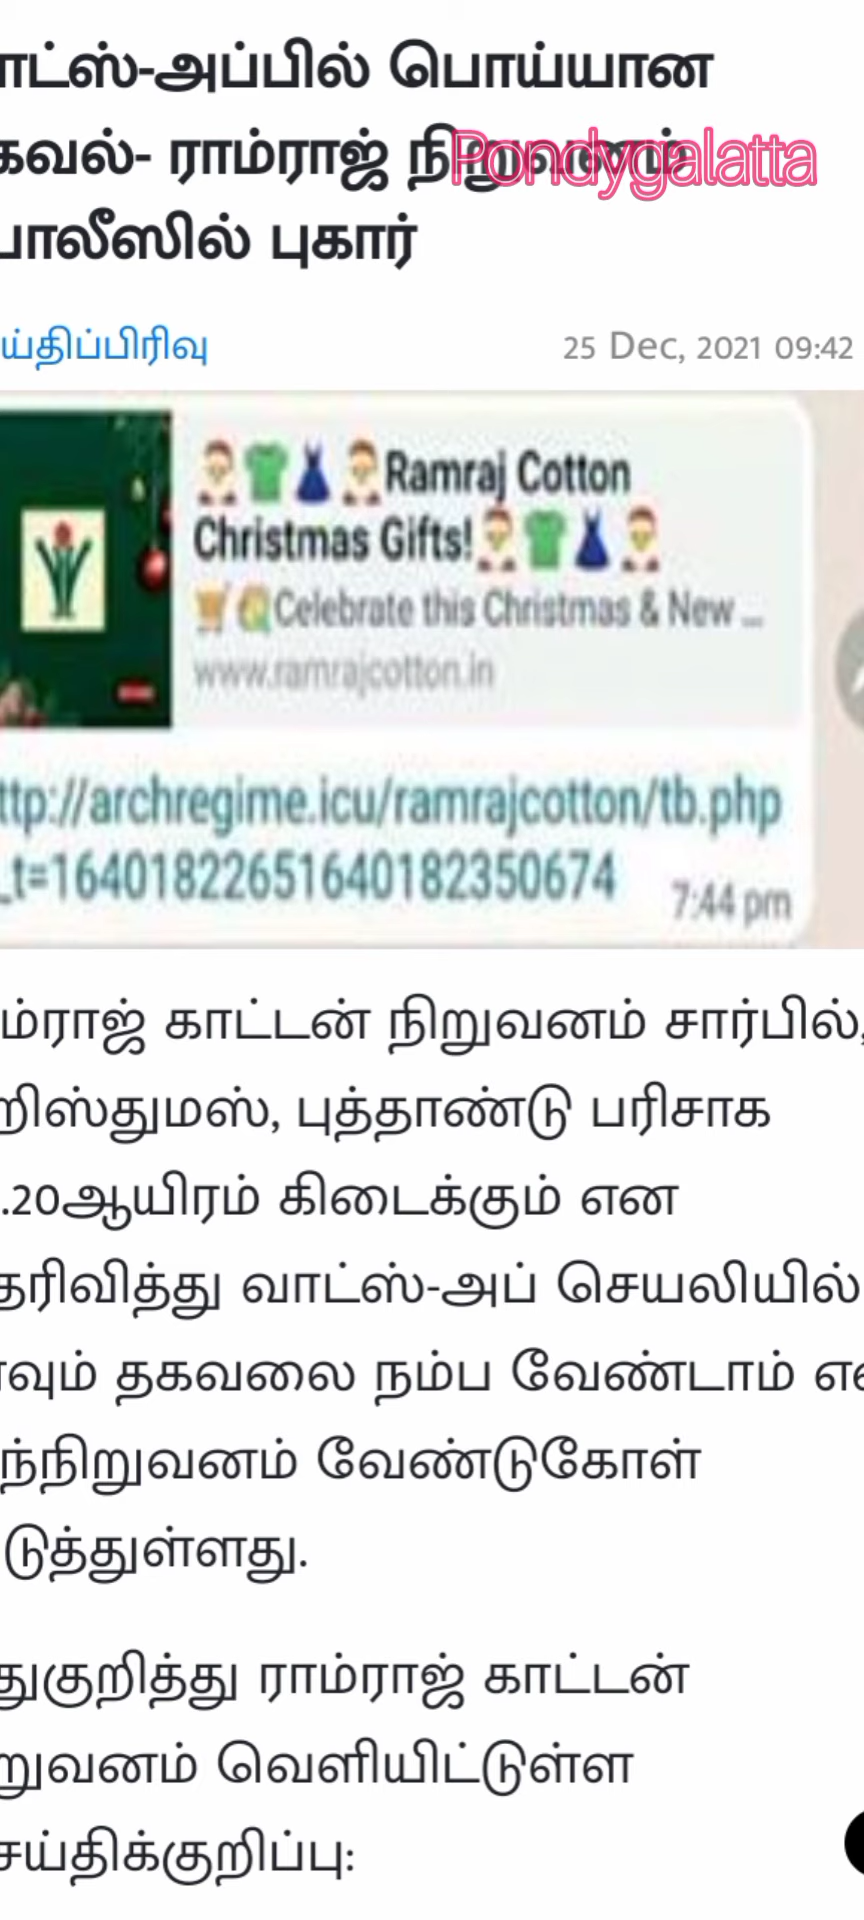 ாட்ஸ்-அப்பில் பொய்யான
கவல்- ராம்ராஜ் நிறுவனம்
Pondygalatta
பாலீஸில் புகார்
ய்திப்பிரிவு
25 Dec, 2021 09:42
Ramraj Cotton
Christmas Gifts!
Celebrate this Christmas & New ...
www.ramrajcotton.in
ttp://archregime.icu/ramrajcotton/tb.php
_t=16401822651640182350674
7:44 pm
ம்ராஜ் காட்டன் நிறுவனம் சார்பில்,
றிஸ்துமஸ், புத்தாண்டு பரிசாக
.20ஆயிரம் கிடைக்கும் என
தரிவித்து வாட்ஸ்-அப் செயலியில்
ரவும் தகவலை நம்ப வேண்டாம்
ந்நிறுவனம் வேண்டுகோள்
டுத்துள்ளது.
துகுறித்து ராம்ராஜ் காட்டன்
றுவனம் வெளியிட்டுள்ள
சய்திக்குறிப்பு: